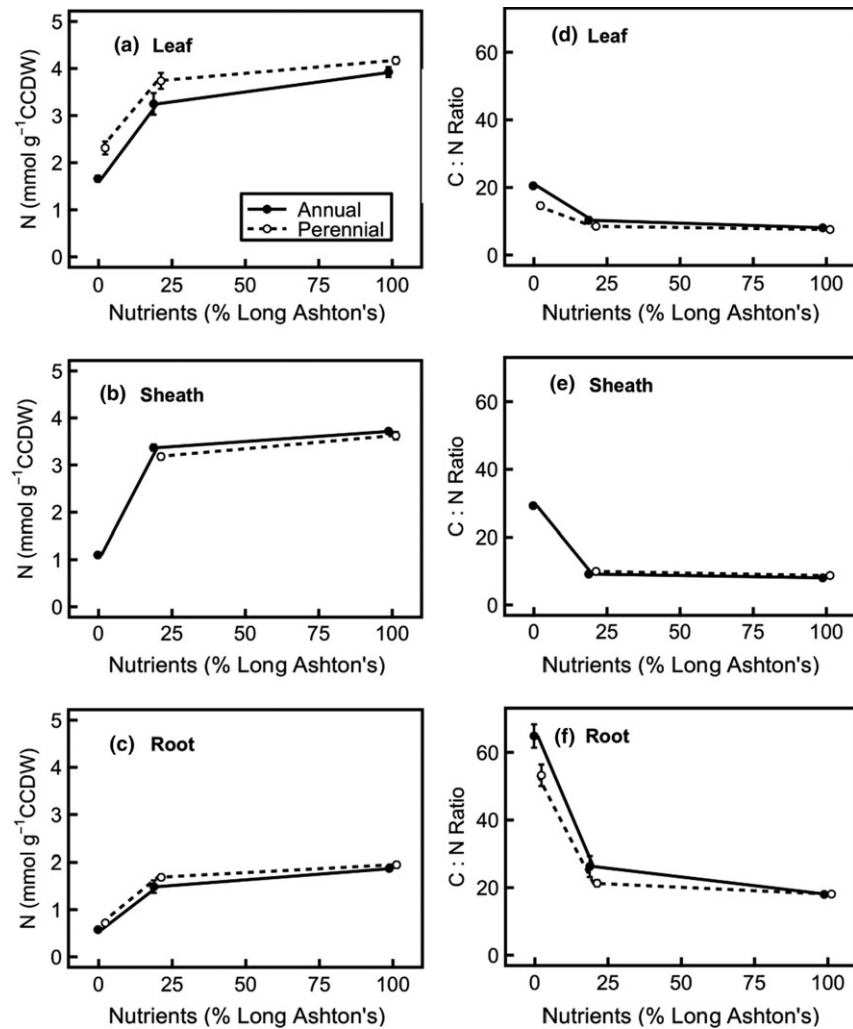 (a) Leaf
N (mmol g⁻¹CCDW)
5
4
3
2
1
0
Annual
Perennial
0 25 50 75 100
Nutrients (% Long Ashton's)
(d) Leaf
C : N Ratio
60
40
20
0
0 25 50 75 100
Nutrients (% Long Ashton's)
(b) Sheath
N (mmol g⁻¹CCDW)
5
4
3
2
1
0
0 25 50 75 100
Nutrients (% Long Ashton's)
(e) Sheath
C : N Ratio
60
40
20
0
0 25 50 75 100
Nutrients (% Long Ashton's)
(c) Root
N (mmol g⁻¹CCDW)
5
4
3
2
1
0
0 25 50 75 100
Nutrients (% Long Ashton's)
(f) Root
C : N Ratio
60
40
20
0
0 25 50 75 100
Nutrients (% Long Ashton's)